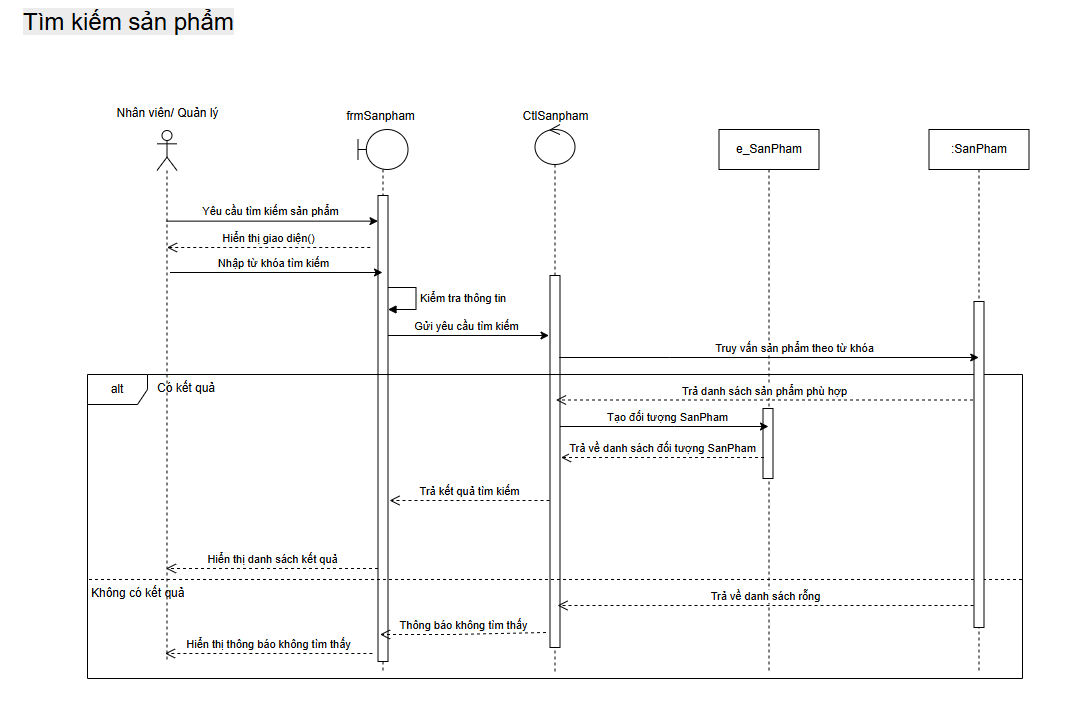 Tìm kiếm sản phẩm
Nhân viên/ Quản lý
frmSanpham
CtlSanpham
e_SanPham
:SanPham
Yêu cầu tìm kiếm sản phẩm
Hiển thị giao diện()
Nhập từ khóa tìm kiếm
Kiểm tra thông tin
Gửi yêu cầu tìm kiếm
Truy vấn sản phẩm theo từ khóa
alt
Có kết quả
Trả danh sách sản phẩm phù hợp
Tạo đối tượng SanPham
Trả về danh sách đối tượng SanPham
Trả kết quả tìm kiếm
Hiển thị danh sách kết quả
Không có kết quả
Trả về danh sách rỗng
Thông báo không tìm thấy
Hiển thị thông báo không tìm thấy